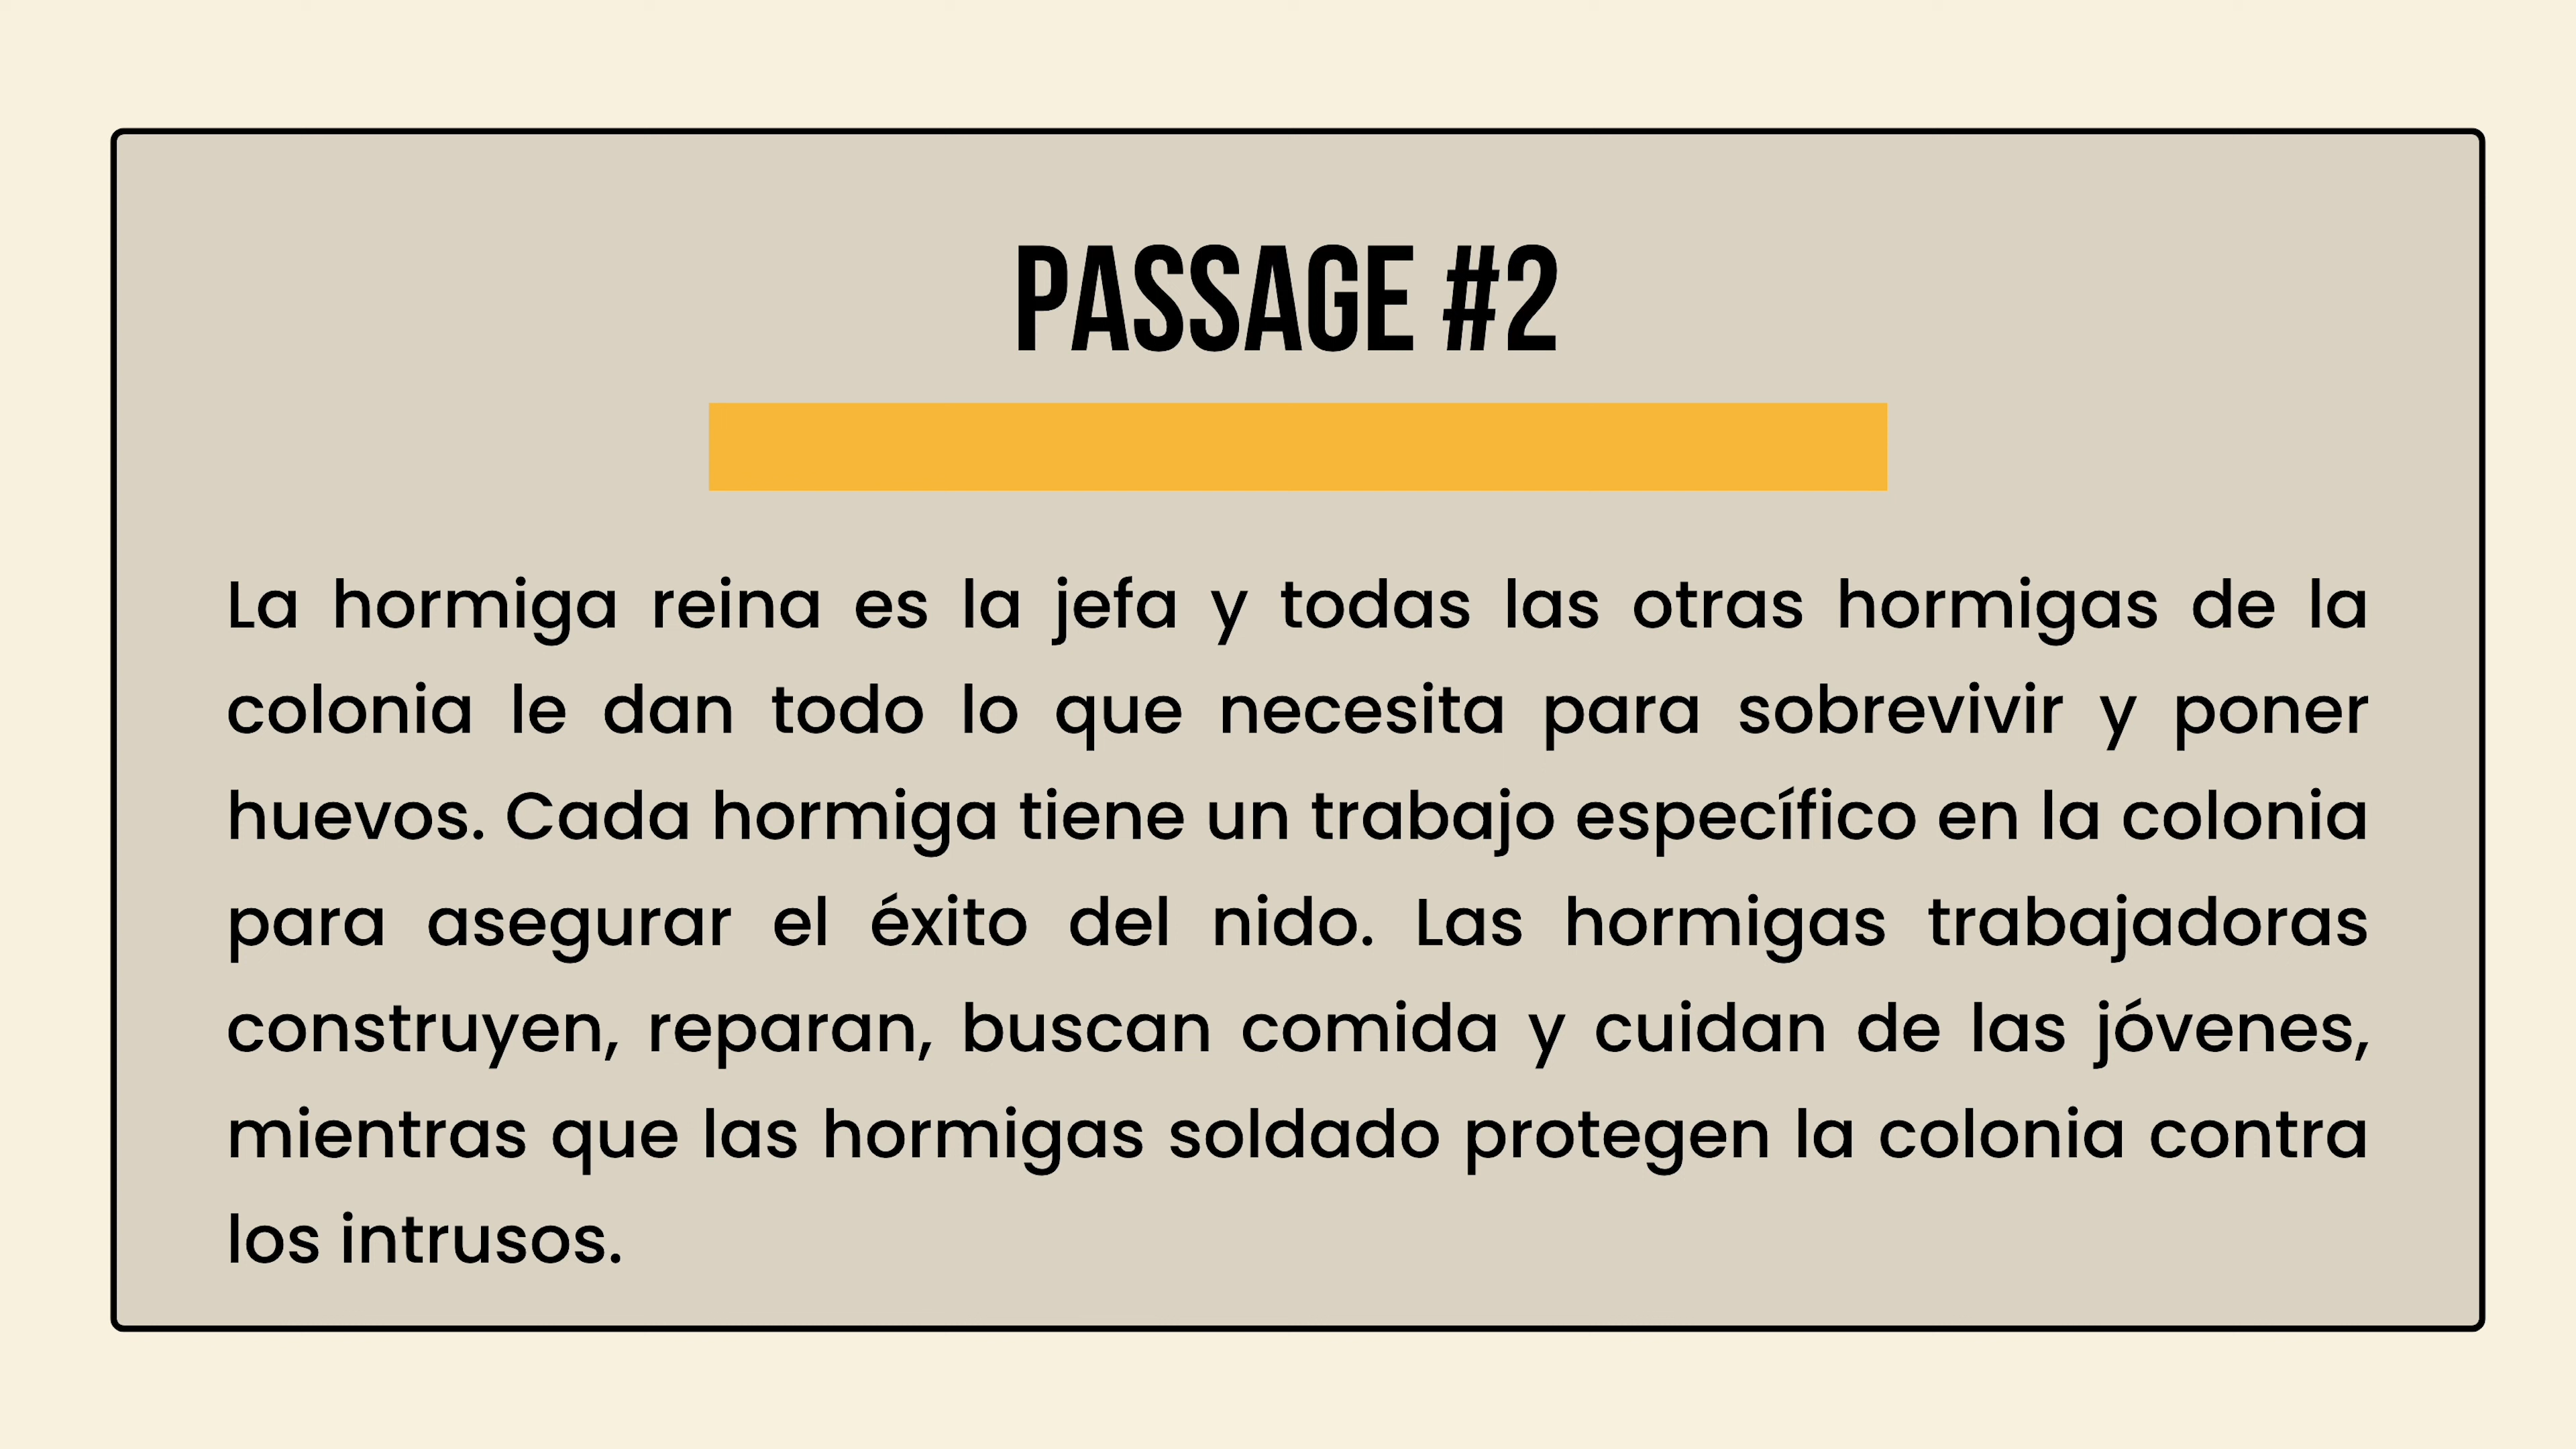 PASSAGE #2
La hormiga reina es la jefa y todas las otras hormigas de la
colonia le dan todo lo que necesita para sobrevivir y poner
huevos. Cada hormiga tiene un trabajo específico en la colonia
para asegurar el éxito del nido. Las hormigas trabajadoras
construyen, reparan, buscan comida y cuidan de las jóvenes,
mientras que las hormigas soldado protegen la colonia contra
los intrusos.